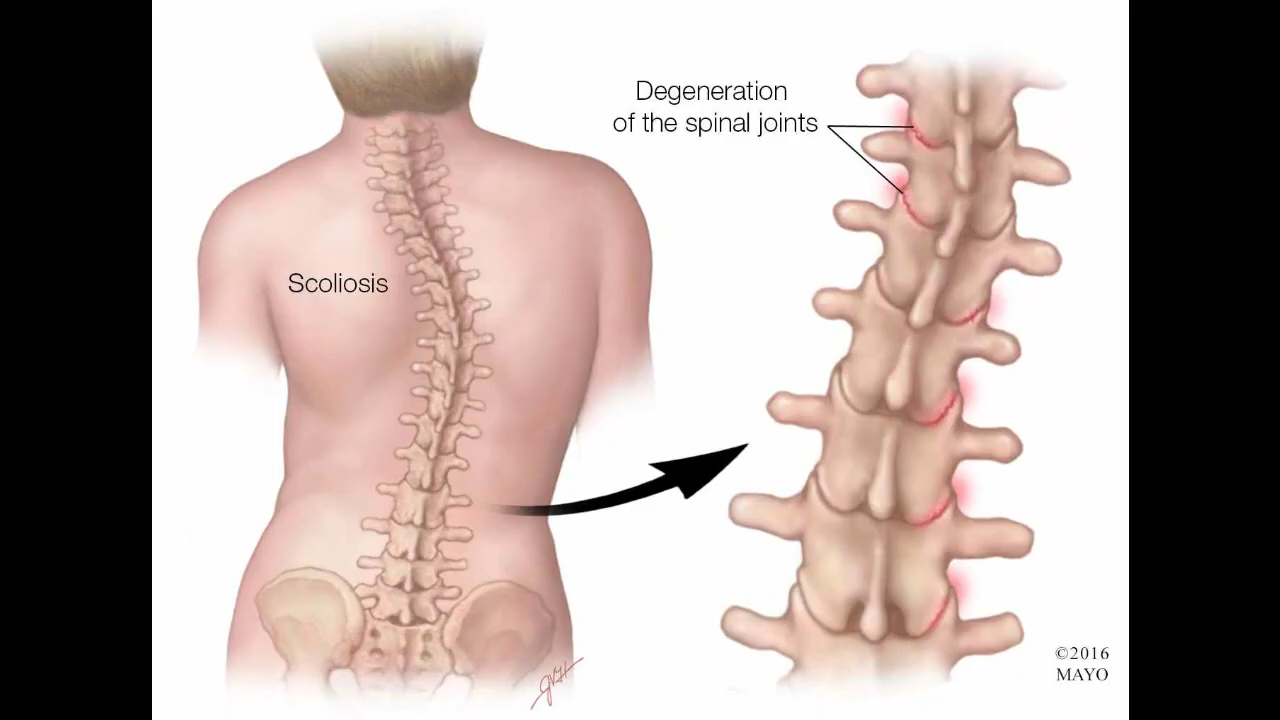 Degeneration
of the spinal joints
Scoliosis
©2016
MAYO